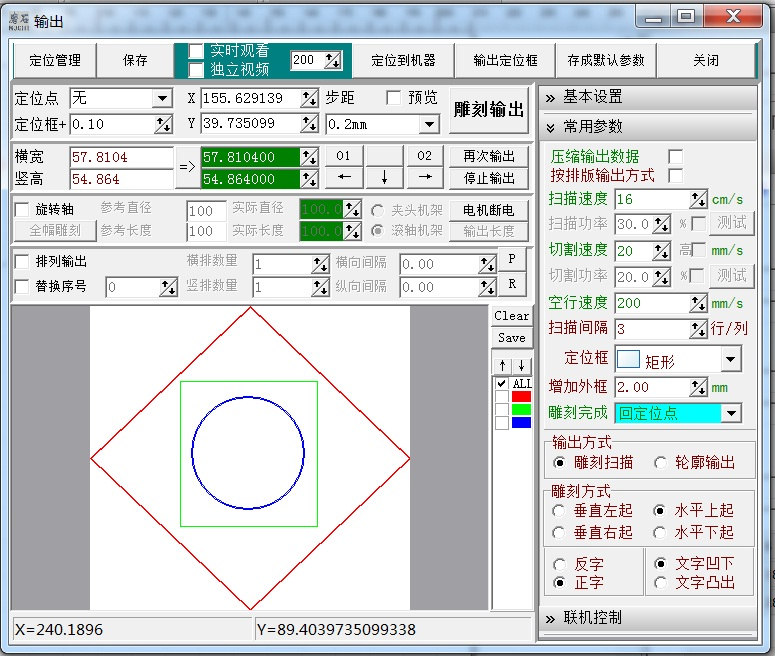 磨石 输出
定位管理 保存 实时观看 独立视频 200 定位到机器 输出定位框 存成默认参数 关闭
定位点 无 X 155.629139 步距 预览 雕刻输出
定位框+ 0.10 Y 39.735099 0.2mm
横宽 57.8104 => 57.810400 01 02 再次输出
竖高 54.864 54.864000 ← ↓ → 停止输出
旋转轴 参考直径 100 实际直径 100.0 夹头机架 电机断电
全幅雕刻 参考长度 100 实际长度 100.0 滚轴机架 输出长度
排列输出 横排数量 1 横向间隔 0.00 P
替换序号 0 竖排数量 1 纵向间隔 0.00 R
Clear
Save
↑ ↓
ALL
X=240.1896 Y=89.4039735099338
基本设置
常用参数
压缩输出数据
按排版输出方式
扫描速度 16 cm/s
扫描功率 30.0 % 测试
切割速度 20 高 mm/s
切割功率 20.0 % 测试
空行速度 200 mm/s
扫描间隔 3 行/列
定位框 矩形
增加外框 2.00 mm
雕刻完成 回定位点
输出方式
雕刻扫描 轮廓输出
雕刻方式
垂直左起 水平上起
垂直右起 水平下起
反字 文字凹下
正字 文字凸出
联机控制